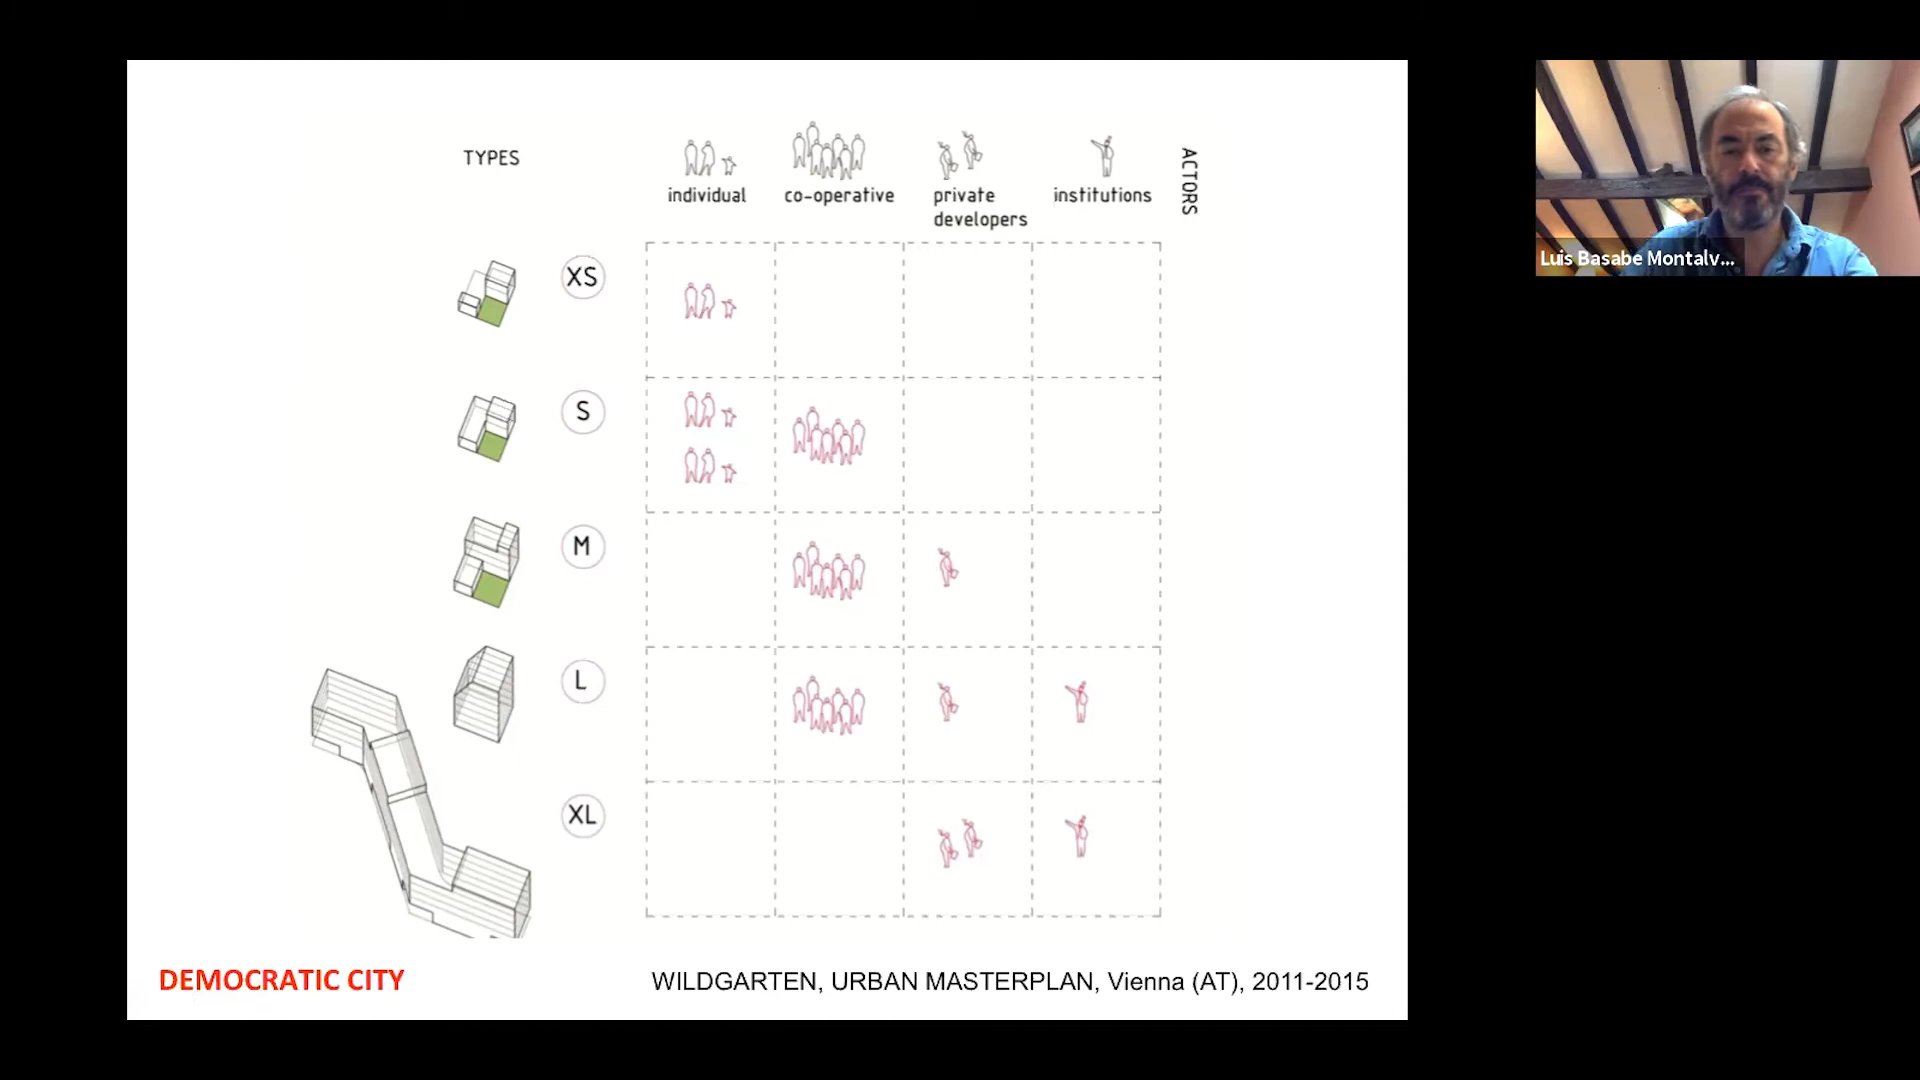 TYPES
individual
co-operative
private
developers
institutions
ACTORS
XS
S
M
L
XL
DEMOCRATIC CITY
WILDGARTEN, URBAN MASTERPLAN, Vienna (AT), 2011-2015
Luis Basabe Montalv...